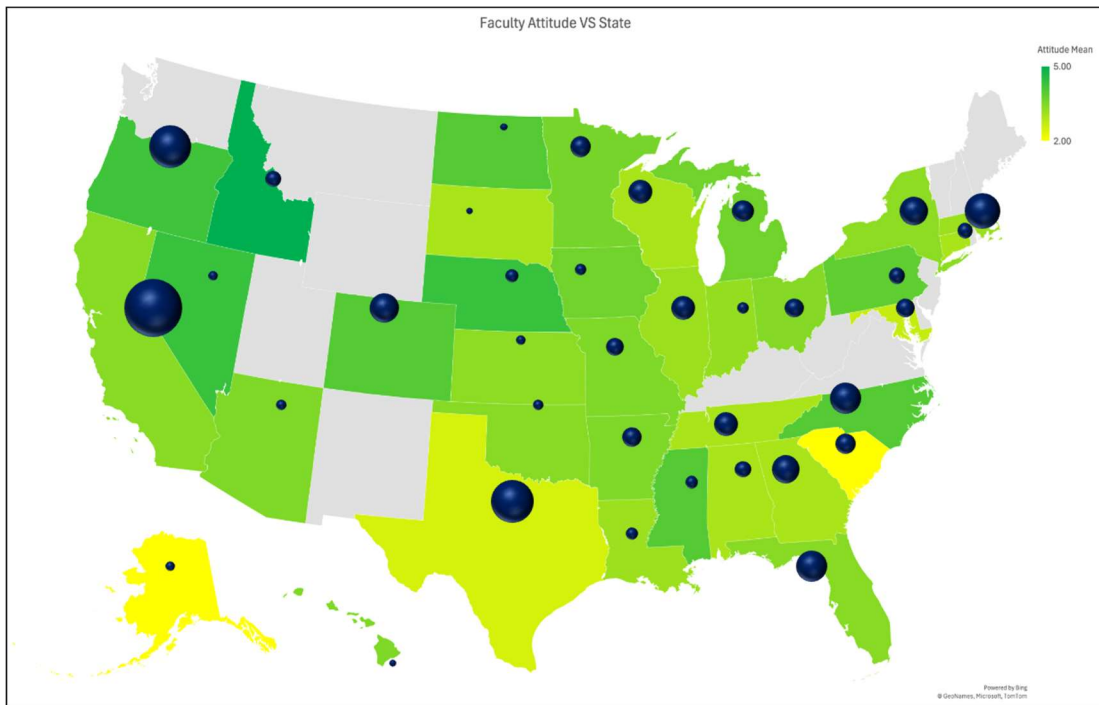 Faculty Attitude VS State
Attitude Mean
5.00
2.00
Powered by Bing
© GeoNames, Microsoft, TomTom